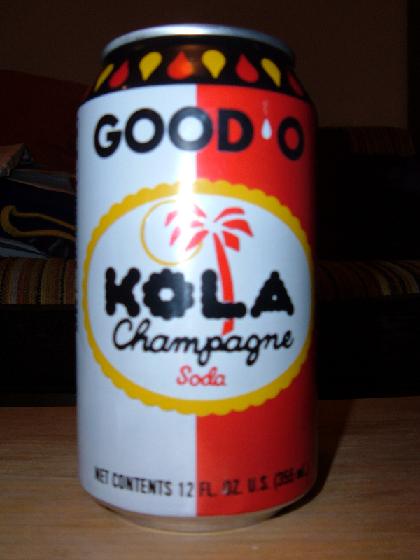 GOOD O
KOLA
Champagne
Soda
NET CONTENTS 12 FL. OZ. U.S. (355 mL)